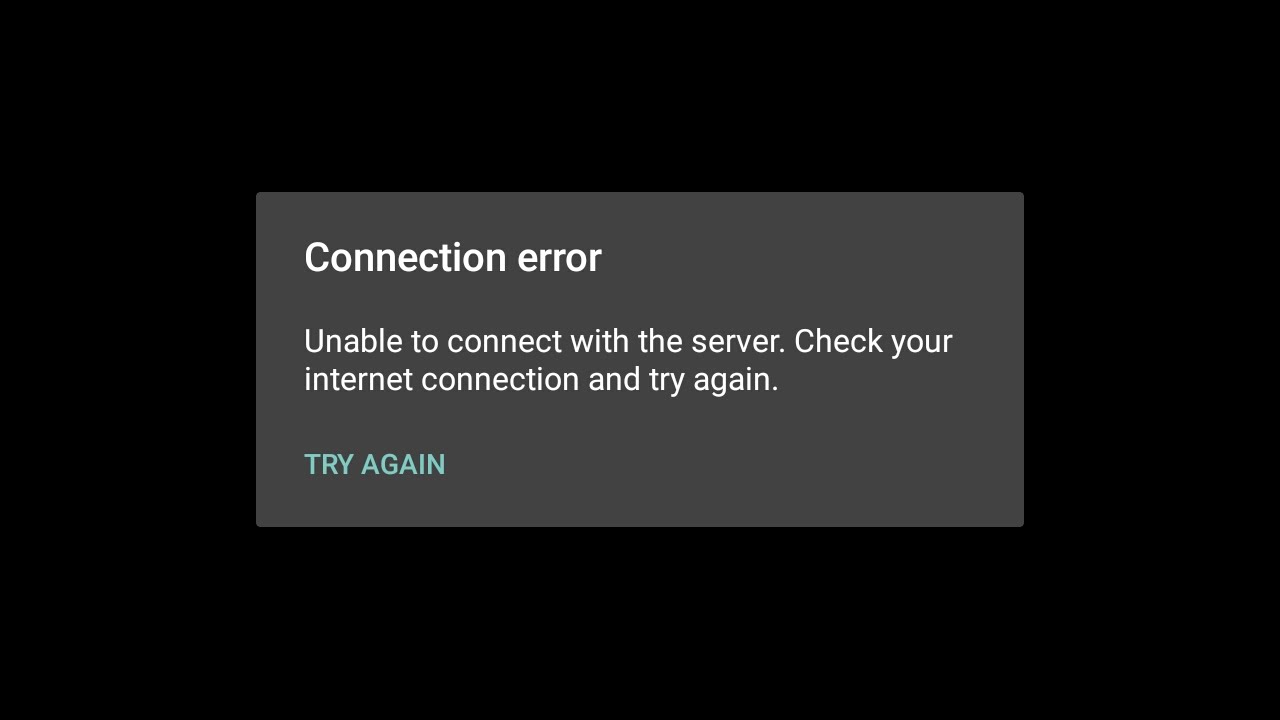 Connection error
Unable to connect with the server. Check your
internet connection and try again.
TRY AGAIN